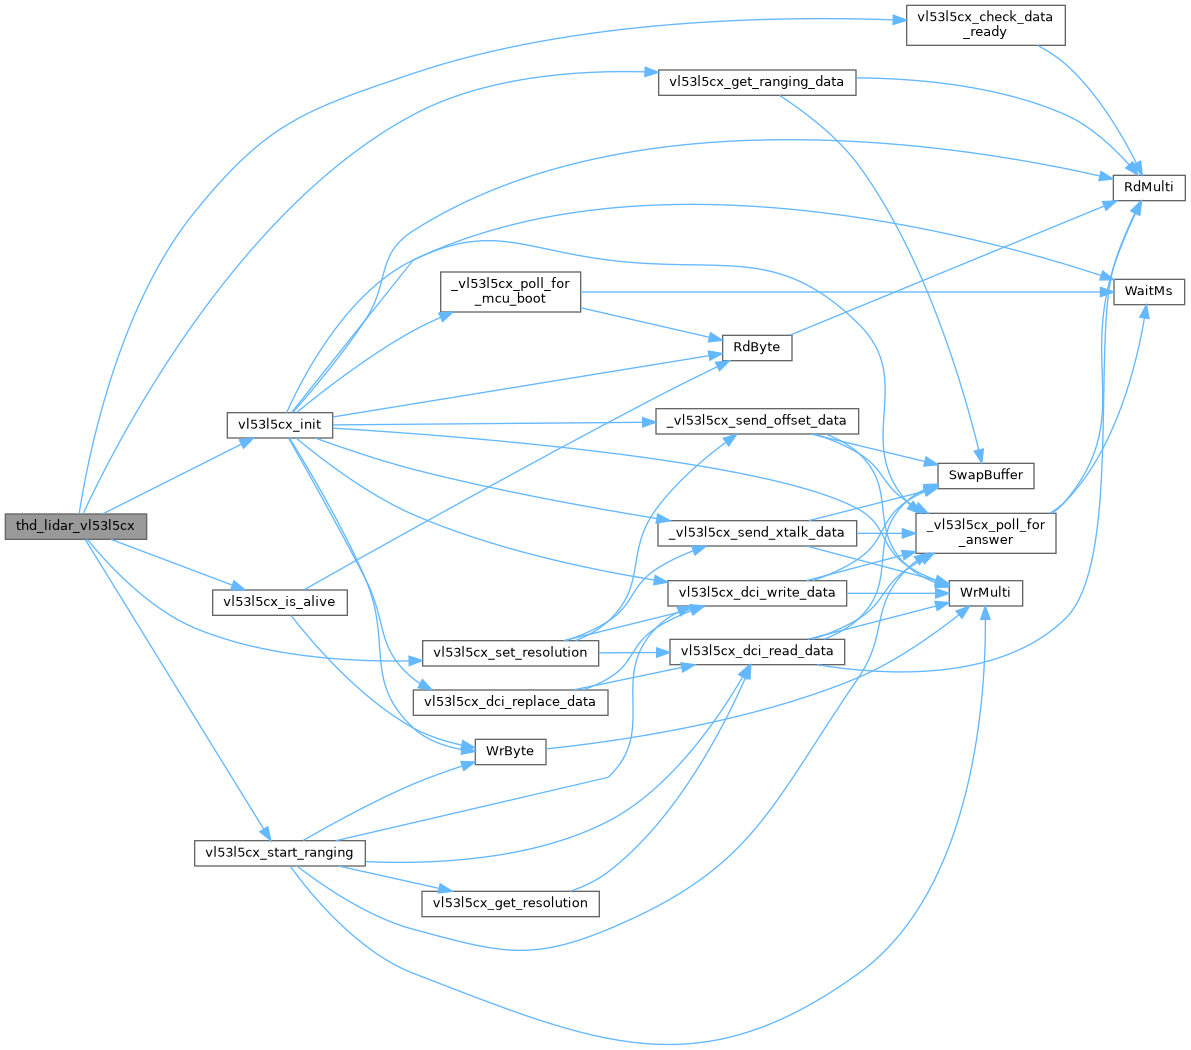 vl53l5cx_check_data
_ready
vl53l5cx_get_ranging_data
RdMulti
_vl53l5cx_poll_for
_mcu_boot
WaitMs
RdByte
vl53l5cx_init
_vl53l5cx_send_offset_data
SwapBuffer
thd_lidar_vl53l5cx
_vl53l5cx_send_xtalk_data
_vl53l5cx_poll_for
_answer
vl53l5cx_is_alive
vl53l5cx_dci_write_data
WrMulti
vl53l5cx_set_resolution
vl53l5cx_dci_read_data
vl53l5cx_dci_replace_data
WrByte
vl53l5cx_start_ranging
vl53l5cx_get_resolution